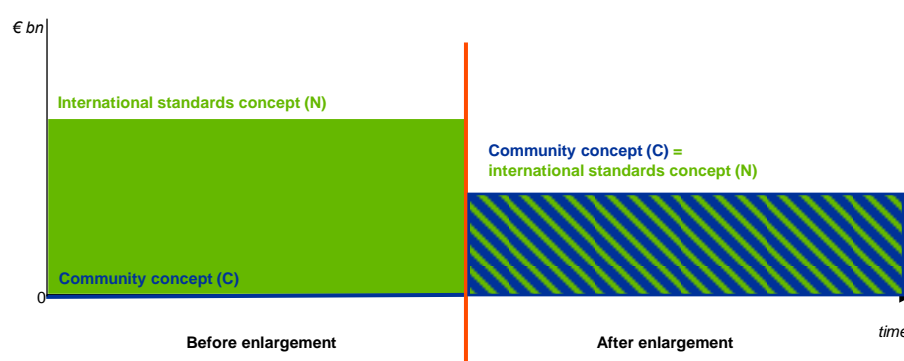 € bn
International standards concept (N)
Community concept (C) =
international standards concept (N)
Community concept (C)
0
time
Before enlargement
After enlargement